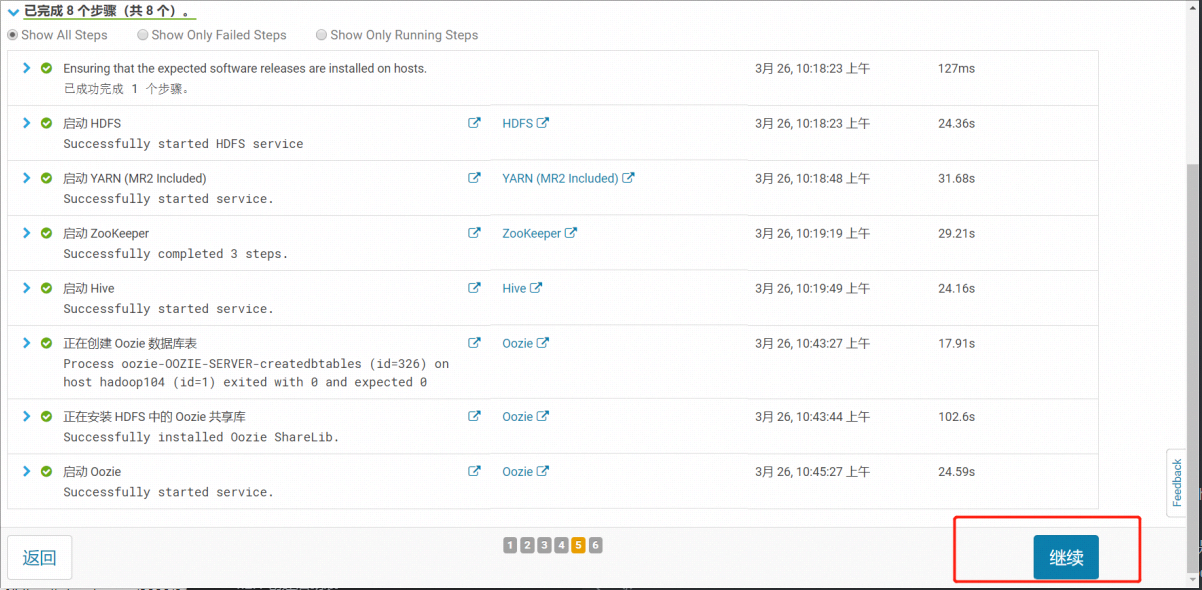 已完成 8 个步骤（共 8 个）。
Show All Steps Show Only Failed Steps Show Only Running Steps
Ensuring that the expected software releases are installed on hosts. 3月 26, 10:18:23 上午 127ms
已成功完成 1 个步骤。
启动 HDFS HDFS 3月 26, 10:18:23 上午 24.36s
Successfully started HDFS service
启动 YARN (MR2 Included) YARN (MR2 Included) 3月 26, 10:18:48 上午 31.68s
Successfully started service.
启动 ZooKeeper ZooKeeper 3月 26, 10:19:19 上午 29.21s
Successfully completed 3 steps.
启动 Hive Hive 3月 26, 10:19:49 上午 24.16s
Successfully started service.
正在创建 Oozie 数据库表 Oozie 3月 26, 10:43:27 上午 17.91s
Process oozie-OOZIE-SERVER-createdbtables (id=326) on
host hadoop104 (id=1) exited with 0 and expected 0
正在安装 HDFS 中的 Oozie 共享库 Oozie 3月 26, 10:43:44 上午 102.6s
Successfully installed Oozie ShareLib.
启动 Oozie Oozie 3月 26, 10:45:27 上午 24.59s
Successfully started service.
Feedback
返回 1 2 3 4 5 6 继续